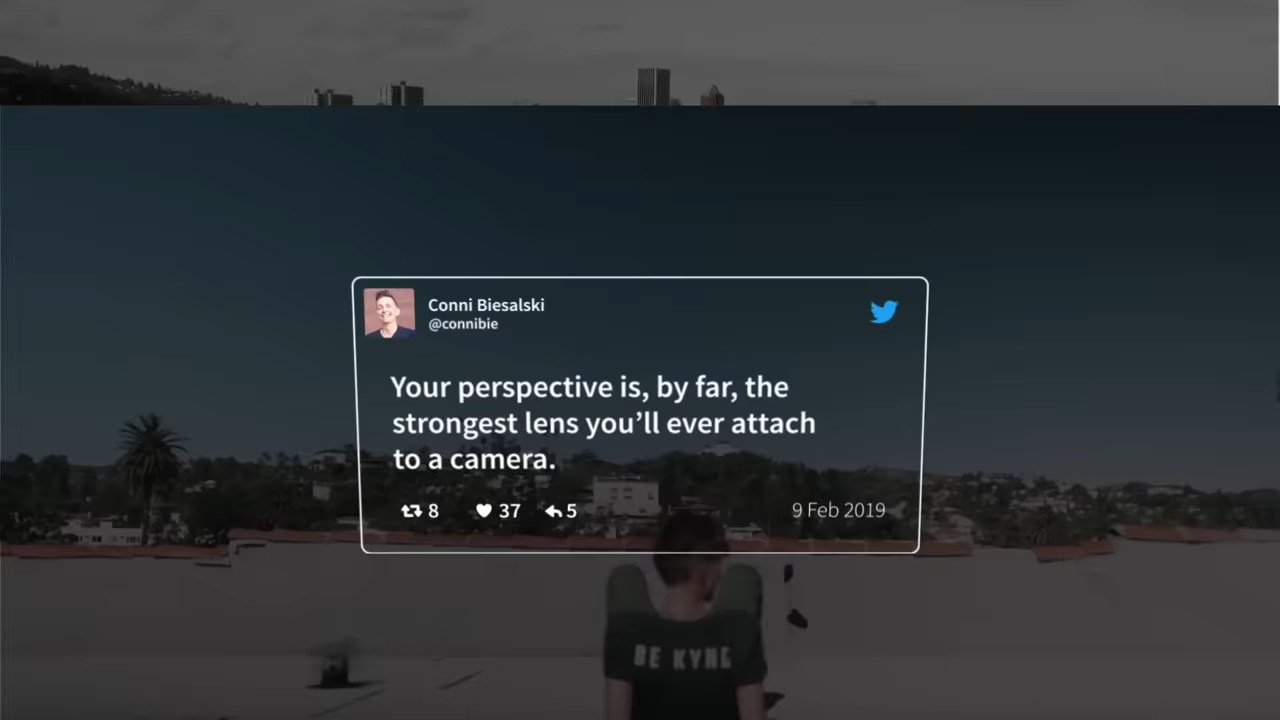 Conni Biesalski
@connibie
Your perspective is, by far, the
strongest lens you’ll ever attach
to a camera.
8 37 5
9 Feb 2019
BE KYNL